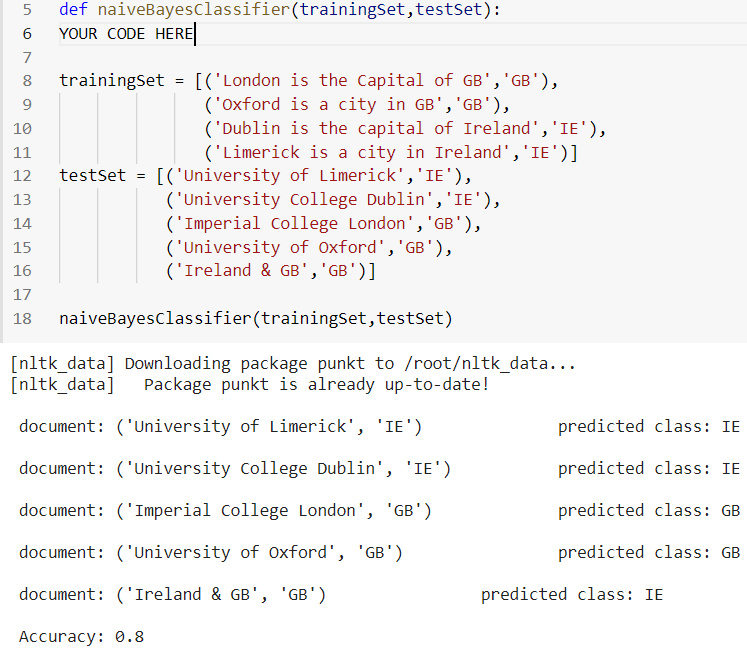 5 def naiveBayesClassifier(trainingSet,testSet):
6 YOUR CODE HERE
7
8 trainingSet = [('London is the Capital of GB','GB'),
9 ('Oxford is a city in GB','GB'),
10 ('Dublin is the capital of Ireland','IE'),
11 ('Limerick is a city in Ireland','IE')]
12 testSet = [('University of Limerick','IE'),
13 ('University College Dublin','IE'),
14 ('Imperial College London','GB'),
15 ('University of Oxford','GB'),
16 ('Ireland & GB','GB')]
17
18 naiveBayesClassifier(trainingSet,testSet)
[nltk_data] Downloading package punkt to /root/nltk_data...
[nltk_data] Package punkt is already up-to-date!
document: ('University of Limerick', 'IE') predicted class: IE
document: ('University College Dublin', 'IE') predicted class: IE
document: ('Imperial College London', 'GB') predicted class: GB
document: ('University of Oxford', 'GB') predicted class: GB
document: ('Ireland & GB', 'GB') predicted class: IE
Accuracy: 0.8